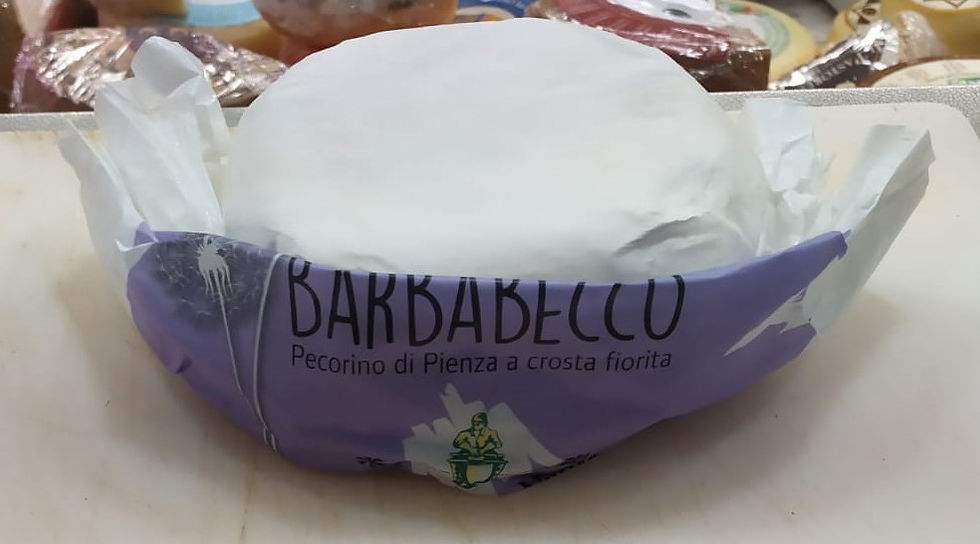 BARBABECCO
Pecorino di Pienza a crosta fiorita